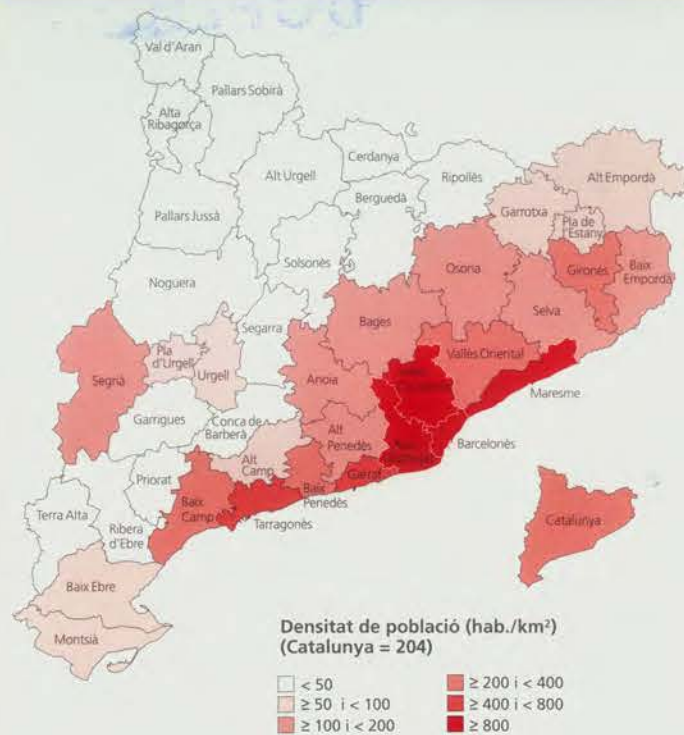 Val d'Aran
Pallars Sobirà
Alta
Ribagorça
Cerdanya
Ripollès
Alt Urgell
Alt Empordà
Berguedà
Garrotxa
Pla de
Estany
Pallars Jussà
Osona
Gironès
Baix
Empordà
Solsonès
Noguera
Selva
Bages
Segarra
Vallès Oriental
Pla
d'Urgell
Urgell
Segrià
Anoia
Maresme
Garrigues
Conca de
Barberà
Alt
Penedès
Barcelonès
Alt
Camp
Garraf
Priorat
Baix
Penedès
Baix
Camp
Terra Alta
Tarragonès
Catalunya
Ribera
d'Ebre
Baix Ebre
Montsià
Densitat de població (hab./km²)
(Catalunya = 204)
< 50
≥ 50 i < 100
≥ 100 i < 200
≥ 200 i < 400
≥ 400 i < 800
≥ 800